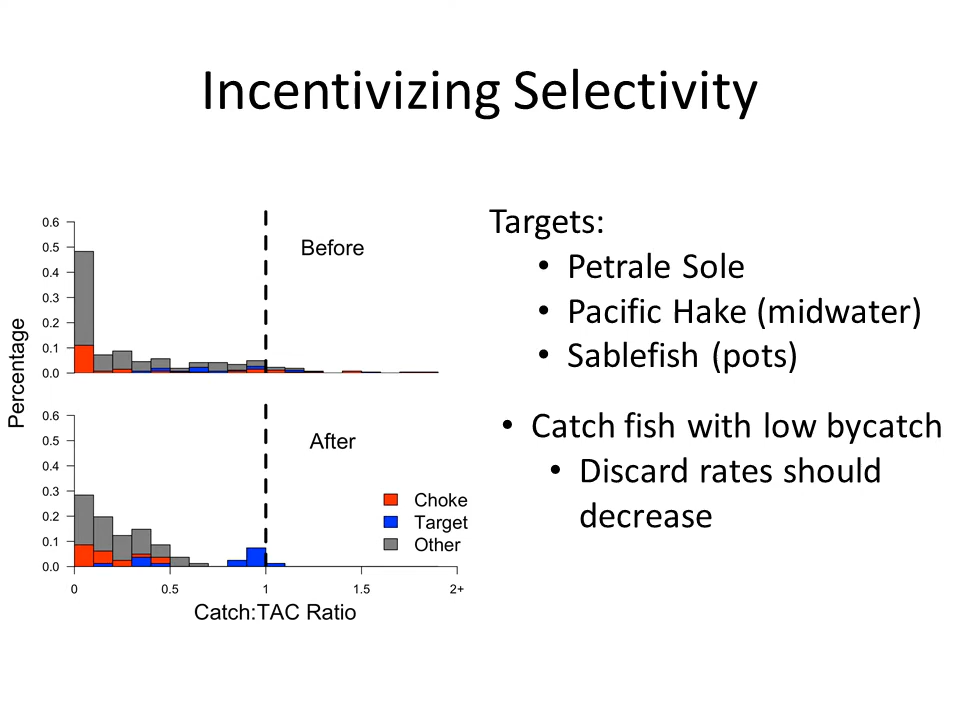 Incentivizing Selectivity
0.6
0.5
0.4
0.3
0.2
0.1
0.0
Before
Percentage
0.6
0.5
0.4
0.3
0.2
0.1
0.0
After
Choke
Target
Other
0 0.5 1 1.5 2+
Catch:TAC Ratio
Targets:
• Petrale Sole
• Pacific Hake (midwater)
• Sablefish (pots)
• Catch fish with low bycatch
• Discard rates should
decrease